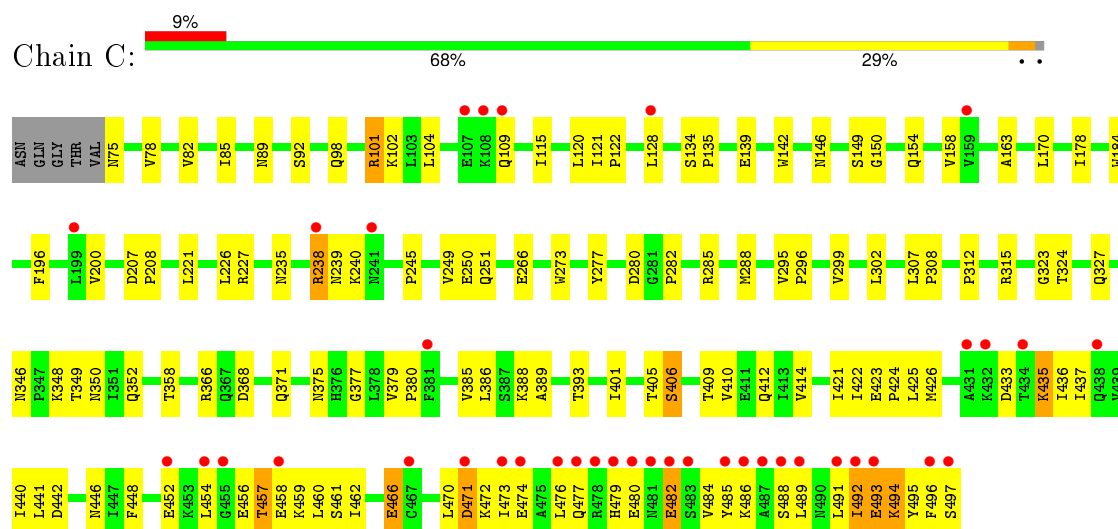 9%
Chain C:
68% 29% • •
ASN GLN GLY THR VAL N75 V78 V82 I85 N89 S92 Q98 R101 K102 L103 L104 E107 K108 Q109 I115 L120 I121 P122 L128 S134 P135 E139 W142 N146 S149 G150 Q154 V158 V159 A163 L170 I178 W184
F196 L199 V200 D207 P208 L221 L226 R227 N235 R238 N239 K240 N241 P245 V249 E250 Q251 E266 W273 Y277 D280 G281 P282 R285 M288 V295 P296 V299 L302 L307 P308 P312 R315 G323 T324 Q327
N346 P347 K348 T349 N350 I351 Q352 T358 R366 Q367 D368 Q371 N375 H376 G377 L378 V379 P380 F381 V385 L386 S387 K388 A389 T393 I401 T405 S406 T409 V410 E411 Q412 I413 V414 I421 I422 E423 P424 L425 M426 A431 K432 D433 T434 K435 I436 I437 Q438 V439
I440 L441 D442 N446 I447 F448 E452 K453 L454 G455 E456 T457 E458 K459 L460 S461 I462 E466 C467 L470 D471 K472 I473 E474 A475 L476 Q477 R478 H479 E480 N481 E482 S483 V484 Y485 K486 A487 S488 L489 N490 L491 I492 E493 K494 Y495 F496 S497